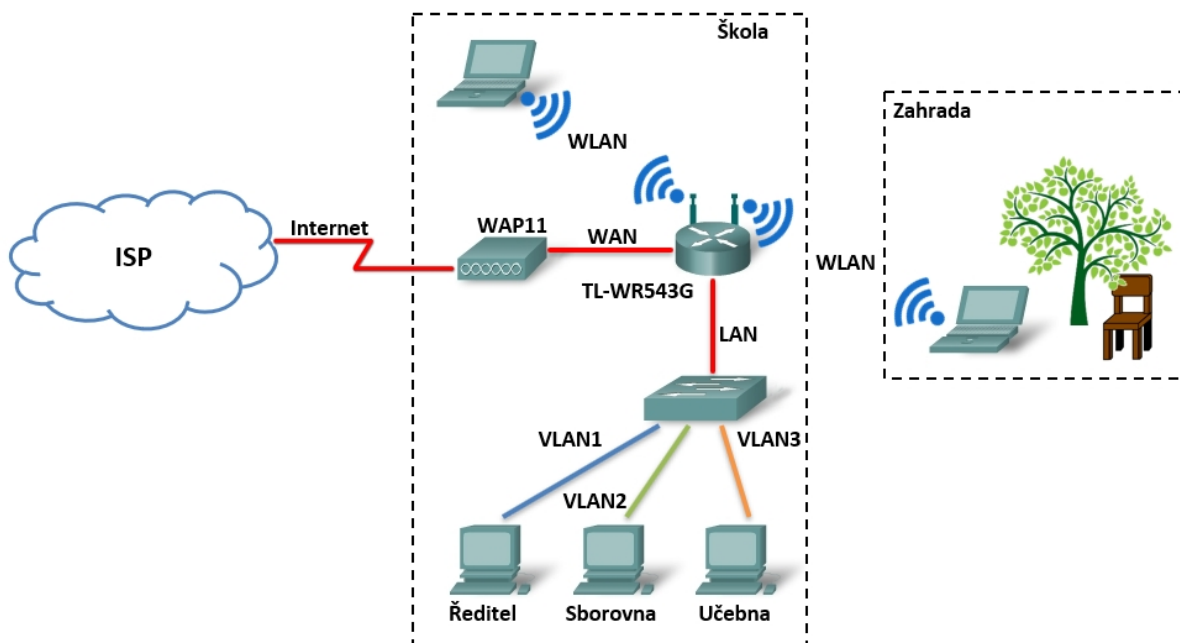 Škola
Zahrada
WLAN
Internet
WAP11
ISP
WAN
WLAN
TL-WR543G
LAN
VLAN1
VLAN3
VLAN2
Ředitel
Sborovna
Učebna